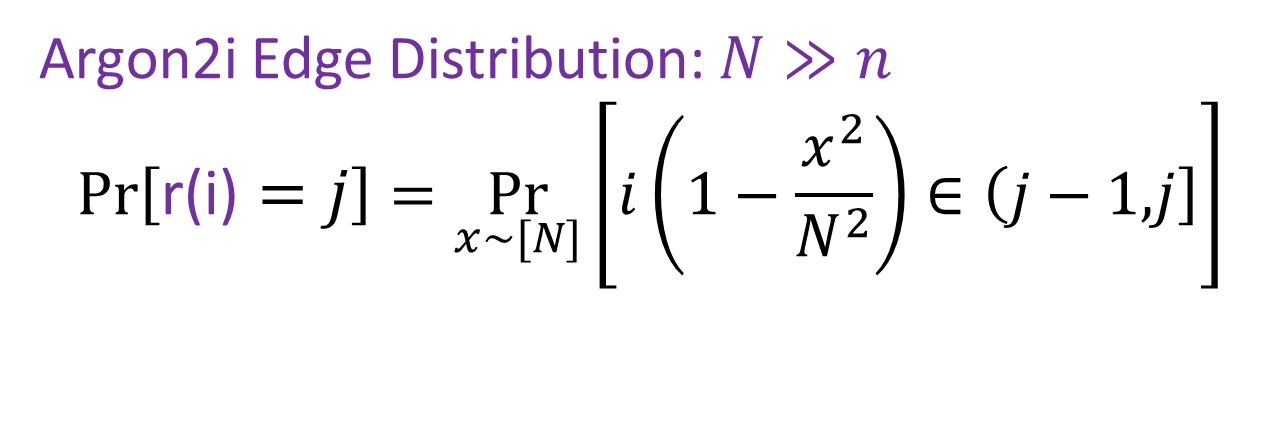 Argon2i Edge Distribution: 𝑁 ≫ 𝑛
Pr[r(i) = 𝑗] = Pr_{𝑥~[𝑁]} [𝑖 (1 − 𝑥²/𝑁²) ∈ (𝑗 − 1,𝑗]]